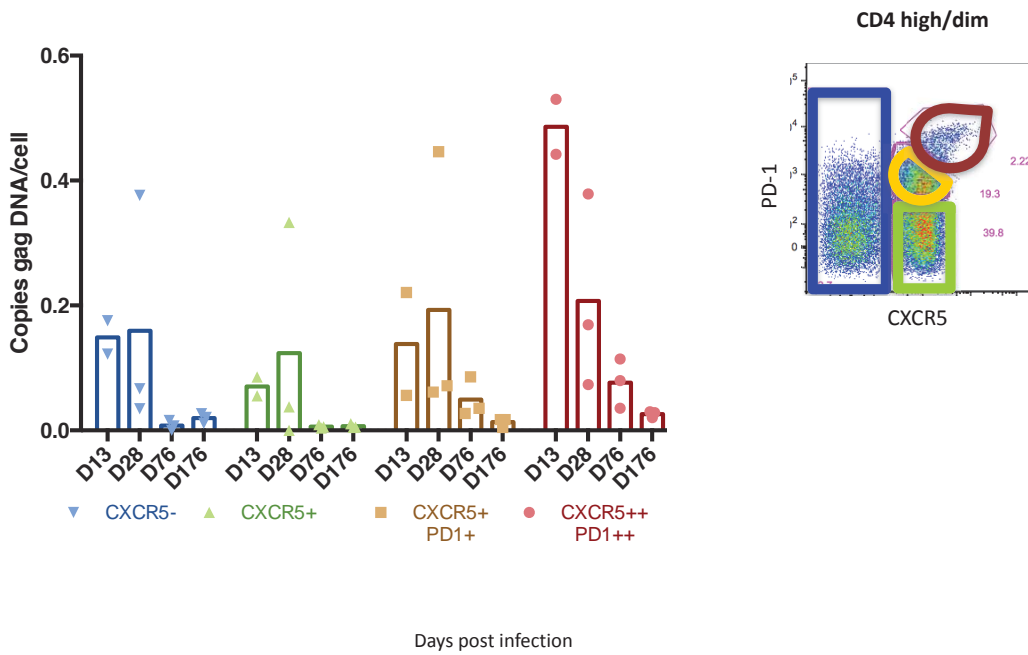 CD4 high/dim
0.6
0.4
0.2
0.0
Copies gag DNA/cell
D13 D28 D76 D176 D13 D28 D76 D176 D13 D28 D76 D176 D13 D28 D76 D176
CXCR5- CXCR5+ CXCR5+ CXCR5++
PD1+ PD1++
Days post infection
PD-1
0
2.22
19.3
39.8
CXCR5